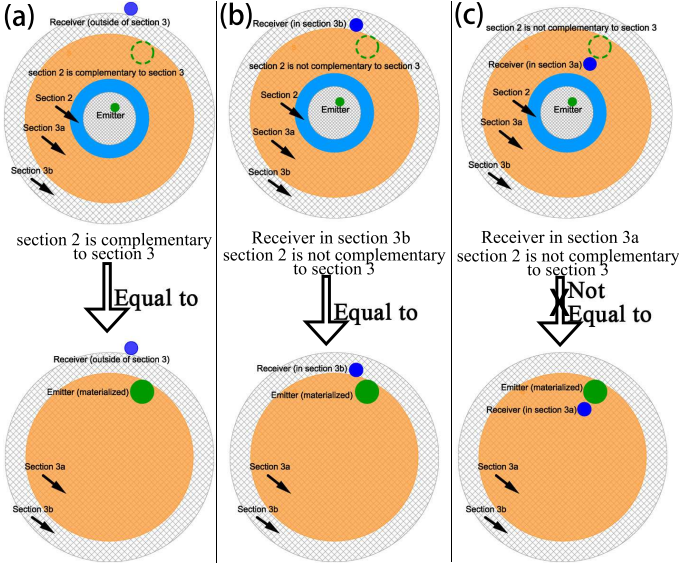 (a)
Receiver (outside of section 3)
section 2 is complementary to section 3
Section 2
Emitter
Section 3a
Section 3b
section 2 is complementary
to section 3
Equal to
Receiver (outside of section 3)
Emitter (materialized)
Section 3a
Section 3b
(b)
Receiver (in section 3b)
section 2 is not complementary to section 3
Section 2
Emitter
Section 3a
Section 3b
Receiver in section 3b
section 2 is not complementary
to section 3
Equal to
Receiver (in section 3b)
Emitter (materialized)
Section 3a
Section 3b
(c)
section 2 is not complementary to section 3
Receiver (in section 3a)
Section 2
Emitter
Section 3a
Section 3b
Receiver in section 3a
section 2 is not complementary
to section 3
X
Not
Equal to
Emitter (materialized)
Receiver (in section 3a)
Section 3a
Section 3b